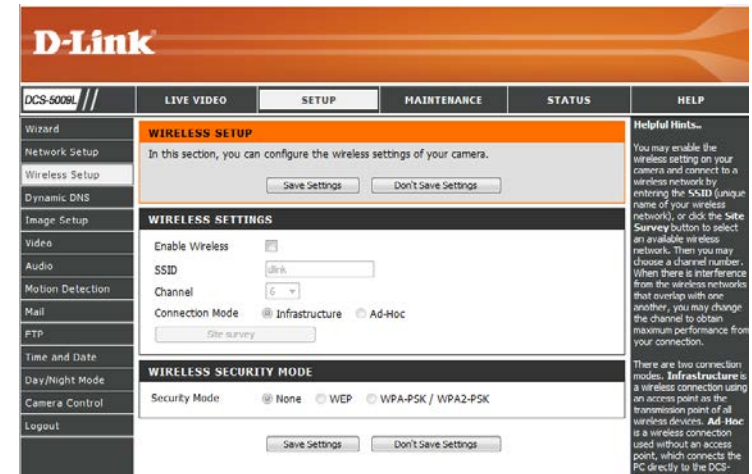 D-Link
DCS-5009L //
LIVE VIDEO
SETUP
MAINTENANCE
STATUS
HELP
Wizard
Network Setup
Wireless Setup
Dynamic DNS
Image Setup
Video
Audio
Motion Detection
Mail
FTP
Time and Date
Day/Night Mode
Camera Control
Logout
WIRELESS SETUP
In this section, you can configure the wireless settings of your camera.
Save Settings
Don't Save Settings
WIRELESS SETTINGS
Enable Wireless
SSID
dlink
Channel
6
Connection Mode
Infrastructure
Ad-Hoc
Site survey
WIRELESS SECURITY MODE
Security Mode
None
WEP
WPA-PSK / WPA2-PSK
Save Settings
Don't Save Settings
Helpful Hints..
You may enable the
wireless setting on your
camera and connect to a
wireless network by
entering the SSID (unique
name of your wireless
network), or click the Site
Survey button to select
an available wireless
network. Then you may
choose a channel number.
When there is interference
from the wireless networks
that overlap with one
another, you may change
the channel to obtain
maximum performance from
your connection.
There are two connection
modes. Infrastructure is
a wireless connection using
an access point as the
transmission point of all
wireless devices. Ad-Hoc
is a wireless connection
used without an access
point, which connects the
PC directly to the DCS-